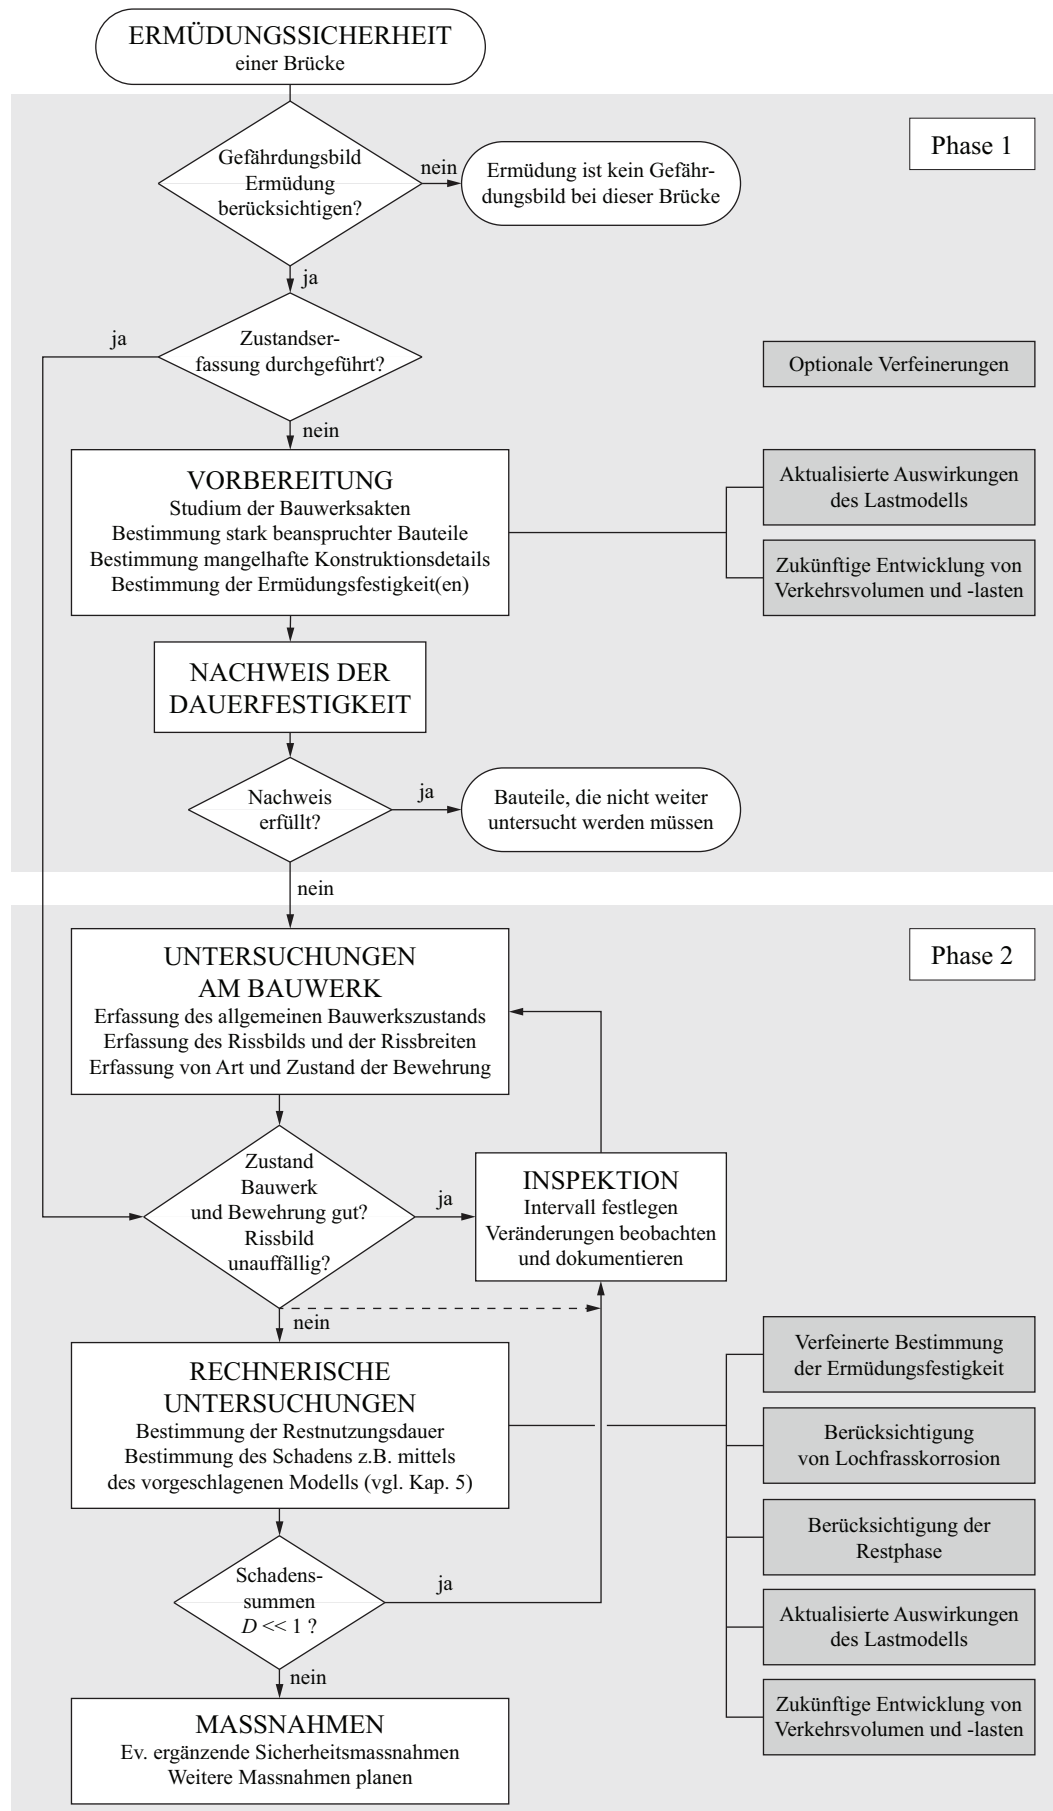 ERMÜDUNGSSICHERHEIT
einer Brücke
Phase 1
Gefährdungsbild
Ermüdung
berücksichtigen?
nein
Ermüdung ist kein Gefähr-
dungsbild bei dieser Brücke
ja
Zustandser-
fassung durchgeführt?
ja
nein
Optionale Verfeinerungen
VORBEREITUNG
Studium der Bauwerksakten
Bestimmung stark beanspruchter Bauteile
Bestimmung mangelhafte Konstruktionsdetails
Bestimmung der Ermüdungsfestigkeit(en)
Aktualisierte Auswirkungen
des Lastmodells
Zukünftige Entwicklung von
Verkehrsvolumen und -lasten
NACHWEIS DER
DAUERFESTIGKEIT
Nachweis
erfüllt?
ja
Bauteile, die nicht weiter
untersucht werden müssen
nein
Phase 2
UNTERSUCHUNGEN
AM BAUWERK
Erfassung des allgemeinen Bauwerkszustands
Erfassung des Rissbilds und der Rissbreiten
Erfassung von Art und Zustand der Bewehrung
Zustand
Bauwerk
und Bewehrung gut?
Rissbild
unauffällig?
ja
INSPEKTION
Intervall festlegen
Veränderungen beobachten
und dokumentieren
nein
RECHNERISCHE
UNTERSUCHUNGEN
Bestimmung der Restnutzungsdauer
Bestimmung des Schadens z.B. mittels
des vorgeschlagenen Modells (vgl. Kap. 5)
Verfeinerte Bestimmung
der Ermüdungsfestigkeit
Berücksichtigung
von Lochfrasskorrosion
Berücksichtigung der
Restphase
Aktualisierte Auswirkungen
des Lastmodells
Zukünftige Entwicklung von
Verkehrsvolumen und -lasten
Schadens-
summen
D << 1 ?
ja
nein
MASSNAHMEN
Ev. ergänzende Sicherheitsmassnahmen
Weitere Massnahmen planen